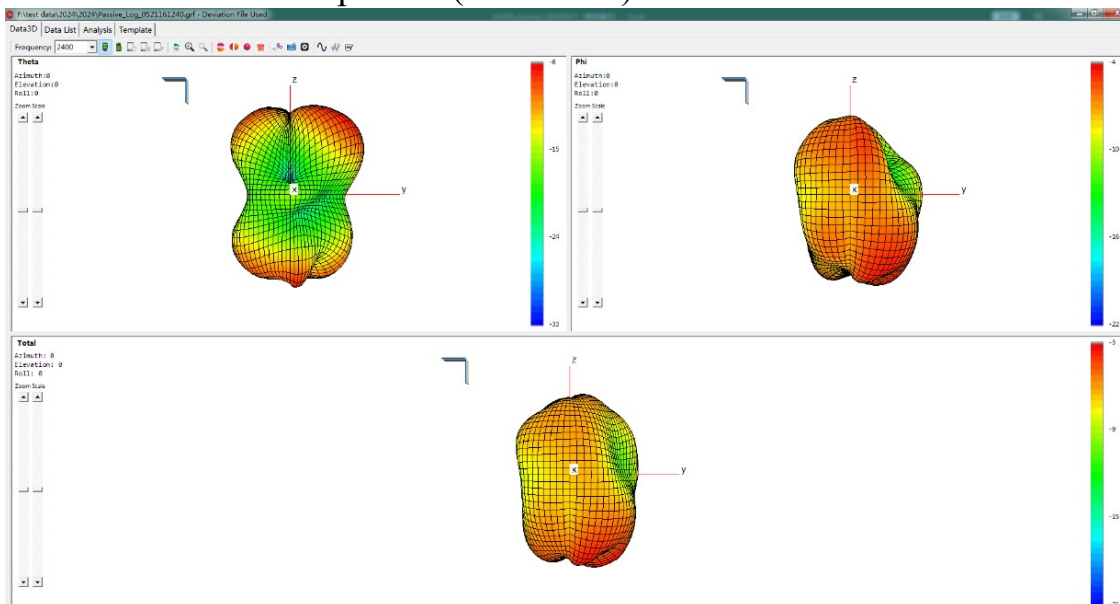 F:\test data\2024\2024\Passive_Log_0521161240.grf - Deviation File Used
Data3D Data List Analysis Template
Frequency: 2400
Theta
Azimuth:0
Elevation:0
Roll:0
Zoom Scale
z
x
y
-6
-15
-24
-33
Phi
Azimuth:0
Elevation:0
Roll:0
Zoom Scale
z
x
y
-4
-10
-16
-22
Total
Azimuth: 0
Elevation: 0
Roll: 0
Zoom Scale
z
x
y
-3
-9
-15